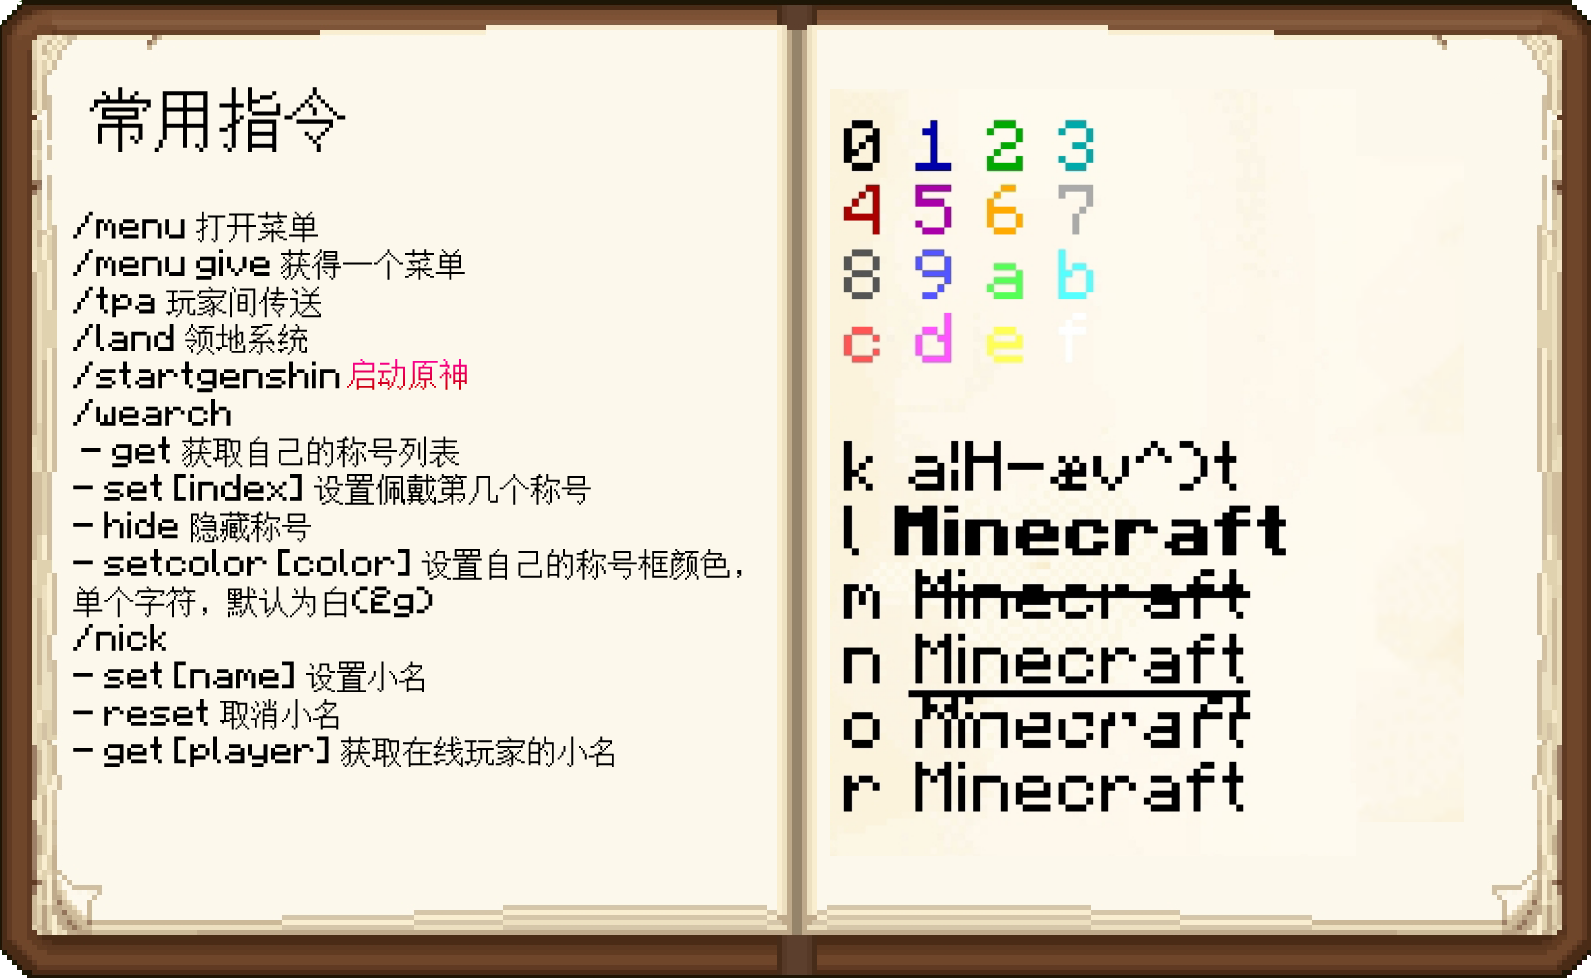 常用指令
/menu 打开菜单
/menu give 获得一个菜单
/tpa 玩家间传送
/land 领地系统
/startgenshin 启动原神
/wearch
- get 获取自己的称号列表
- set [index] 设置佩戴第几个称号
- hide 隐藏称号
- setcolor [color] 设置自己的称号框颜色，
单个字符，默认为白(g)
/nick
- set [name] 设置小名
- reset 取消小名
- get [player] 获取在线玩家的小名
0 1 2 3
4 5 6 7
8 9 a b
c d e f
k a¦H-æv^)t
l Minecraft
m Minecraft
n Minecraft
o Minecraft
r Minecraft